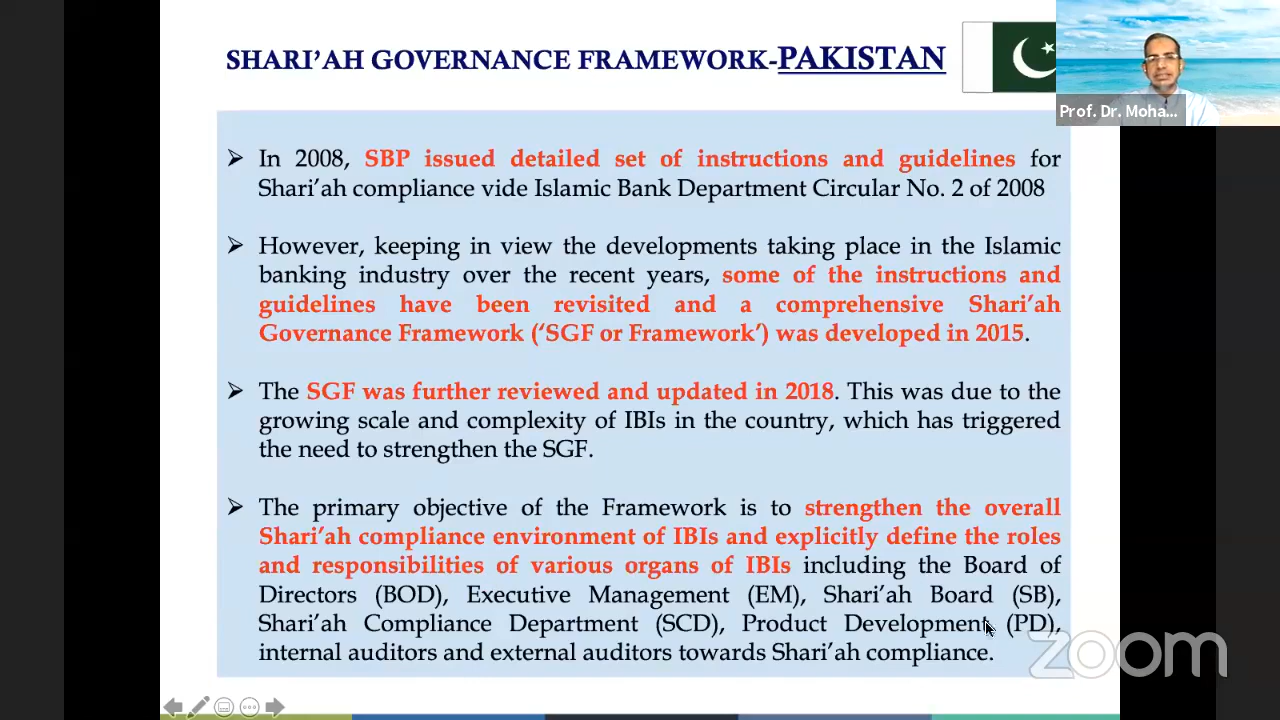 SHARI’AH GOVERNANCE FRAMEWORK-PAKISTAN
Prof. Dr. Moha...
➢ In 2008, SBP issued detailed set of instructions and guidelines for
Shari’ah compliance vide Islamic Bank Department Circular No. 2 of 2008
➢ However, keeping in view the developments taking place in the Islamic
banking industry over the recent years, some of the instructions and
guidelines have been revisited and a comprehensive Shari’ah
Governance Framework (‘SGF or Framework’) was developed in 2015.
➢ The SGF was further reviewed and updated in 2018. This was due to the
growing scale and complexity of IBIs in the country, which has triggered
the need to strengthen the SGF.
➢ The primary objective of the Framework is to strengthen the overall
Shari’ah compliance environment of IBIs and explicitly define the roles
and responsibilities of various organs of IBIs including the Board of
Directors (BOD), Executive Management (EM), Shari’ah Board (SB),
Shari’ah Compliance Department (SCD), Product Development (PD),
internal auditors and external auditors towards Shari’ah compliance.
zoom